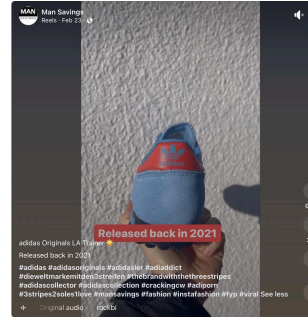 MAN
Man Savings
Reels · Feb 23 ·
Released back in 2021
adidas Originals LA Trainer ☀️
Released back in 2021
#adidas #adidasoriginals #adidasler #adiaddict
#dieweltmarkemitden3streifen #thebrandwiththethreestripes
#adidascollector #adidascollection #crackingcw #adiporn
#3stripes2soles1love #mansavings #fashion #instafashion #fyp #viral See less
Original audio
rockbi